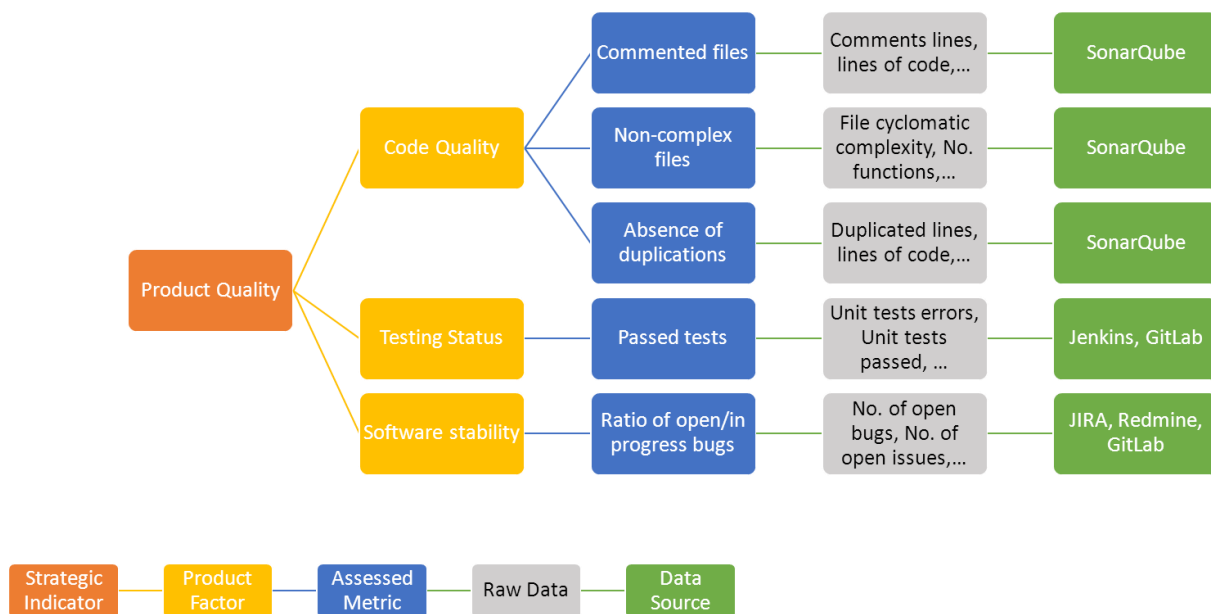 Commented files
Comments lines,
lines of code,...
SonarQube
Code Quality
Non-complex
files
File cyclomatic
complexity, No.
functions,...
SonarQube
Absence of
duplications
Duplicated lines,
lines of code,...
SonarQube
Product Quality
Testing Status
Passed tests
Unit tests errors,
Unit tests
passed, ...
Jenkins, GitLab
Software stability
Ratio of open/in
progress bugs
No. of open
bugs, No. of
open issues,...
JIRA, Redmine,
GitLab
Strategic
Indicator
Product
Factor
Assessed
Metric
Raw Data
Data
Source